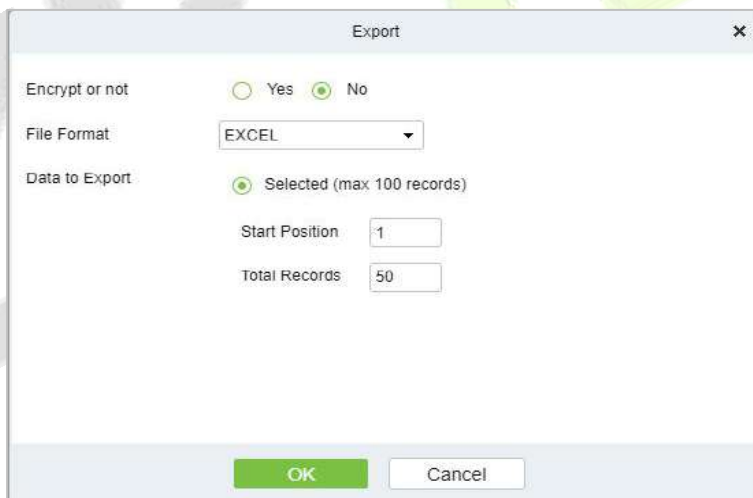 Export
Encrypt or not Yes No
File Format EXCEL
Data to Export Selected (max 100 records)
Start Position 1
Total Records 50
OK Cancel